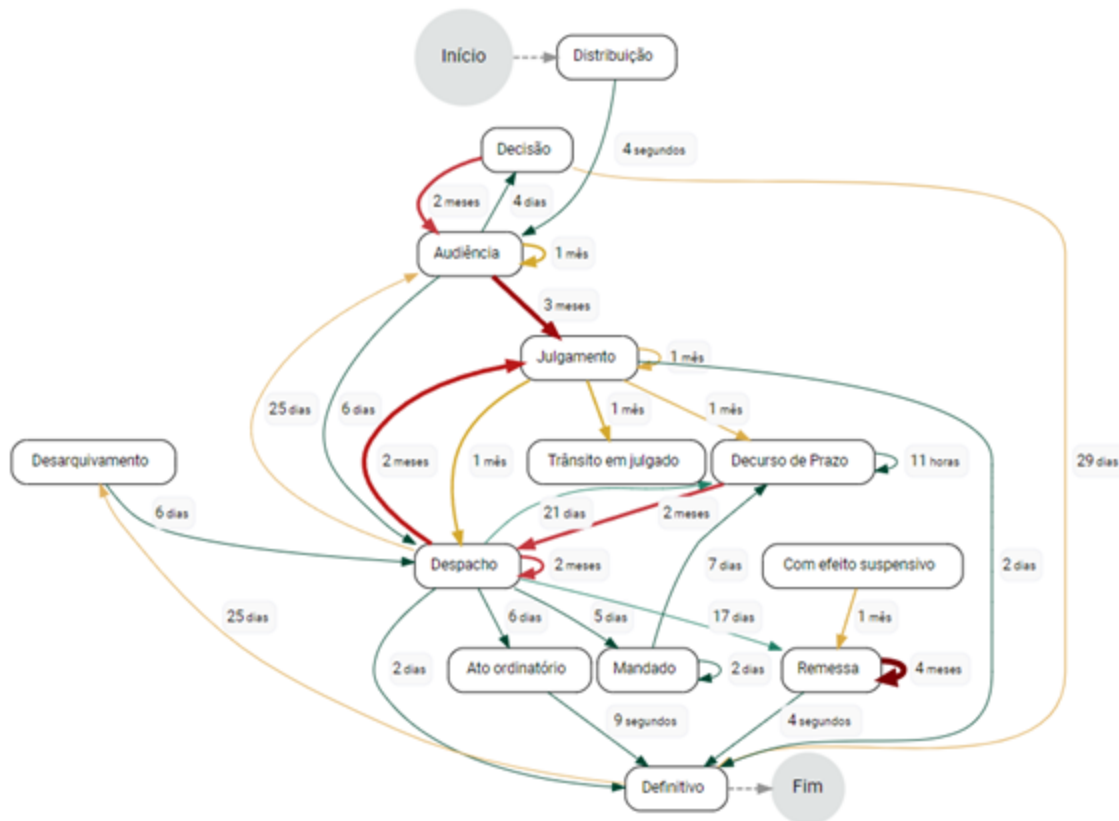 Início
Distribuição
Decisão
4 segundos
2 meses
4 dias
Audiência
1 mês
3 meses
Julgamento
1 mês
25 dias
6 dias
1 mês
1 mês
Desarquivamento
2 meses
1 mês
Trânsito em julgado
Decurso de Prazo
11 horas
29 dias
6 dias
21 dias
2 meses
Despacho
2 meses
7 dias
Com efeito suspensivo
2 dias
25 dias
6 dias
5 dias
17 dias
1 mês
2 dias
Ato ordinatório
Mandado
2 dias
Remessa
4 meses
9 segundos
4 segundos
Definitivo
Fim